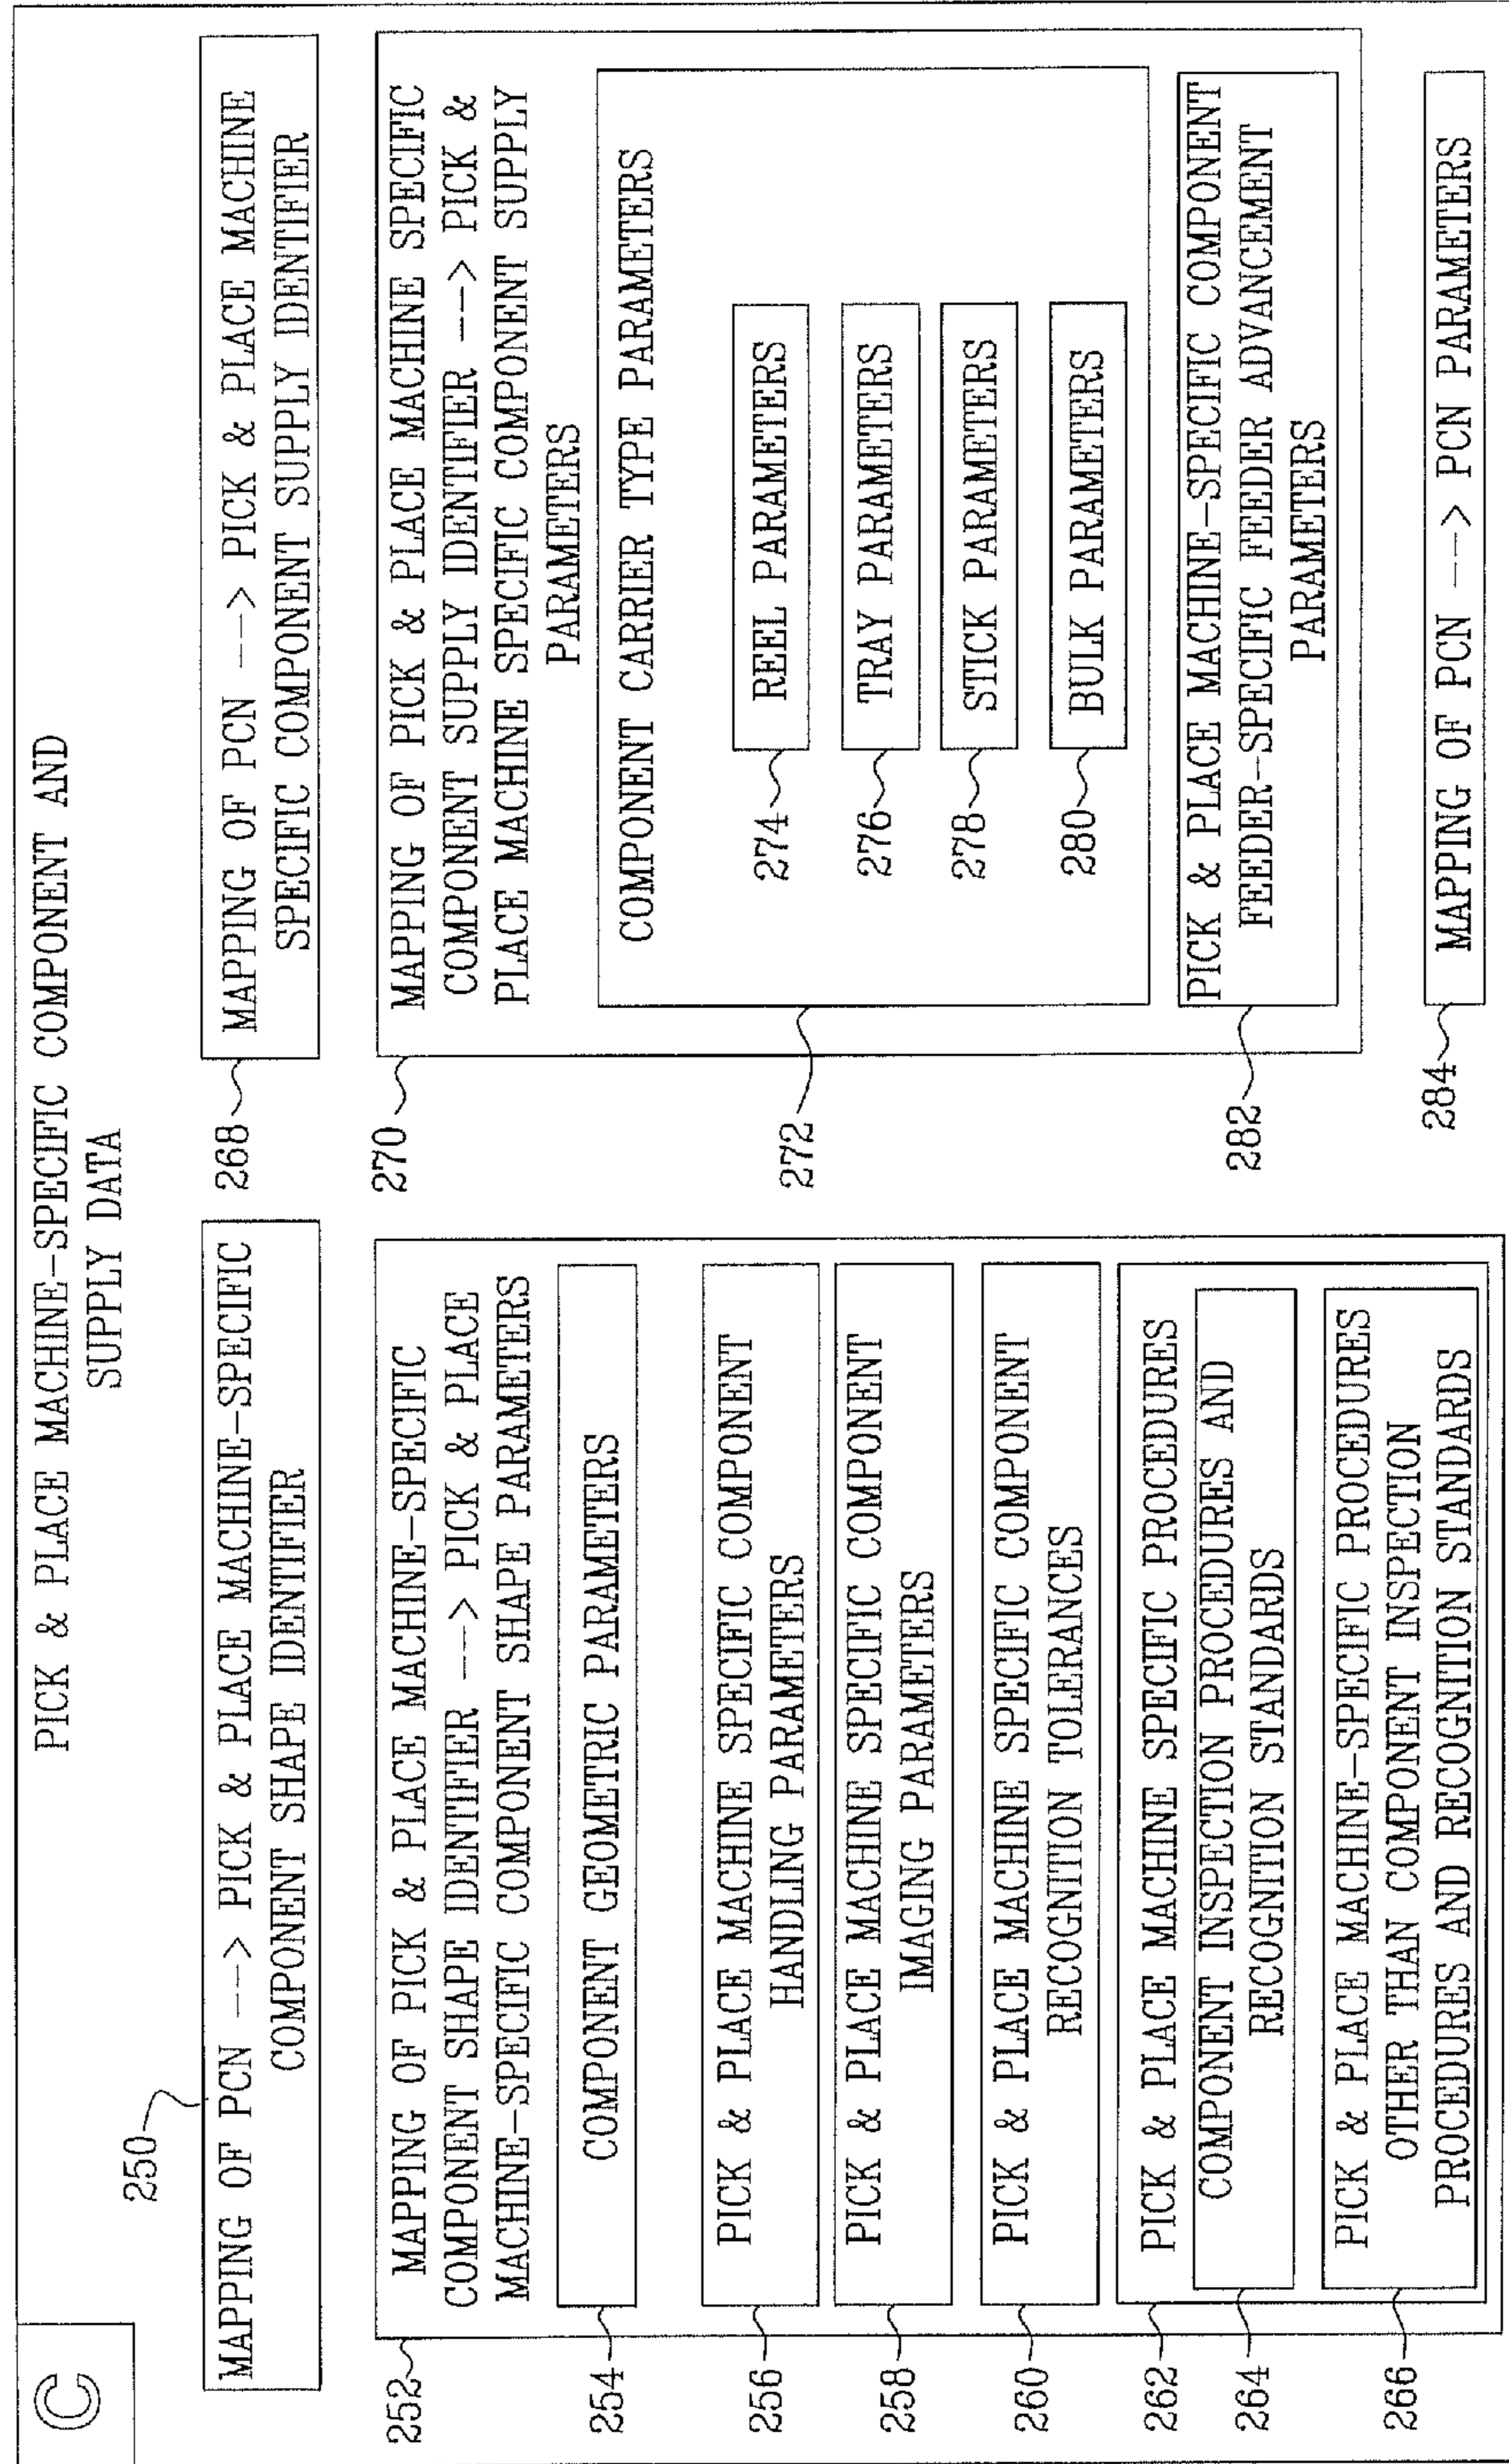 C
PICK & PLACE MACHINE-SPECIFIC COMPONENT AND
SUPPLY DATA
250
MAPPING OF PCN --> PICK & PLACE MACHINE-SPECIFIC
COMPONENT SHAPE IDENTIFIER
252
MAPPING OF PICK & PLACE MACHINE-SPECIFIC
COMPONENT SHAPE IDENTIFIER --> PICK & PLACE
MACHINE-SPECIFIC COMPONENT SHAPE PARAMETERS
254
COMPONENT GEOMETRIC PARAMETERS
256
PICK & PLACE MACHINE SPECIFIC COMPONENT
HANDLING PARAMETERS
258
PICK & PLACE MACHINE SPECIFIC COMPONENT
IMAGING PARAMETERS
260
PICK & PLACE MACHINE SPECIFIC COMPONENT
RECOGNITION TOLERANCES
262
PICK & PLACE MACHINE SPECIFIC PROCEDURES
264
COMPONENT INSPECTION PROCEDURES AND
RECOGNITION STANDARDS
266
PICK & PLACE MACHINE-SPECIFIC PROCEDURES
OTHER THAN COMPONENT INSPECTION
PROCEDURES AND RECOGNITION STANDARDS
268
MAPPING OF PCN --> PICK & PLACE MACHINE
SPECIFIC COMPONENT SUPPLY IDENTIFIER
270
MAPPING OF PICK & PLACE MACHINE SPECIFIC
COMPONENT SUPPLY IDENTIFIER --> PICK &
PLACE MACHINE SPECIFIC COMPONENT SUPPLY
PARAMETERS
272
COMPONENT CARRIER TYPE PARAMETERS
274
REEL PARAMETERS
276
TRAY PARAMETERS
278
STICK PARAMETERS
280
BULK PARAMETERS
282
PICK & PLACE MACHINE-SPECIFIC COMPONENT
FEEDER-SPECIFIC FEEDER ADVANCEMENT
PARAMETERS
284
MAPPING OF PCN --> PCN PARAMETERS